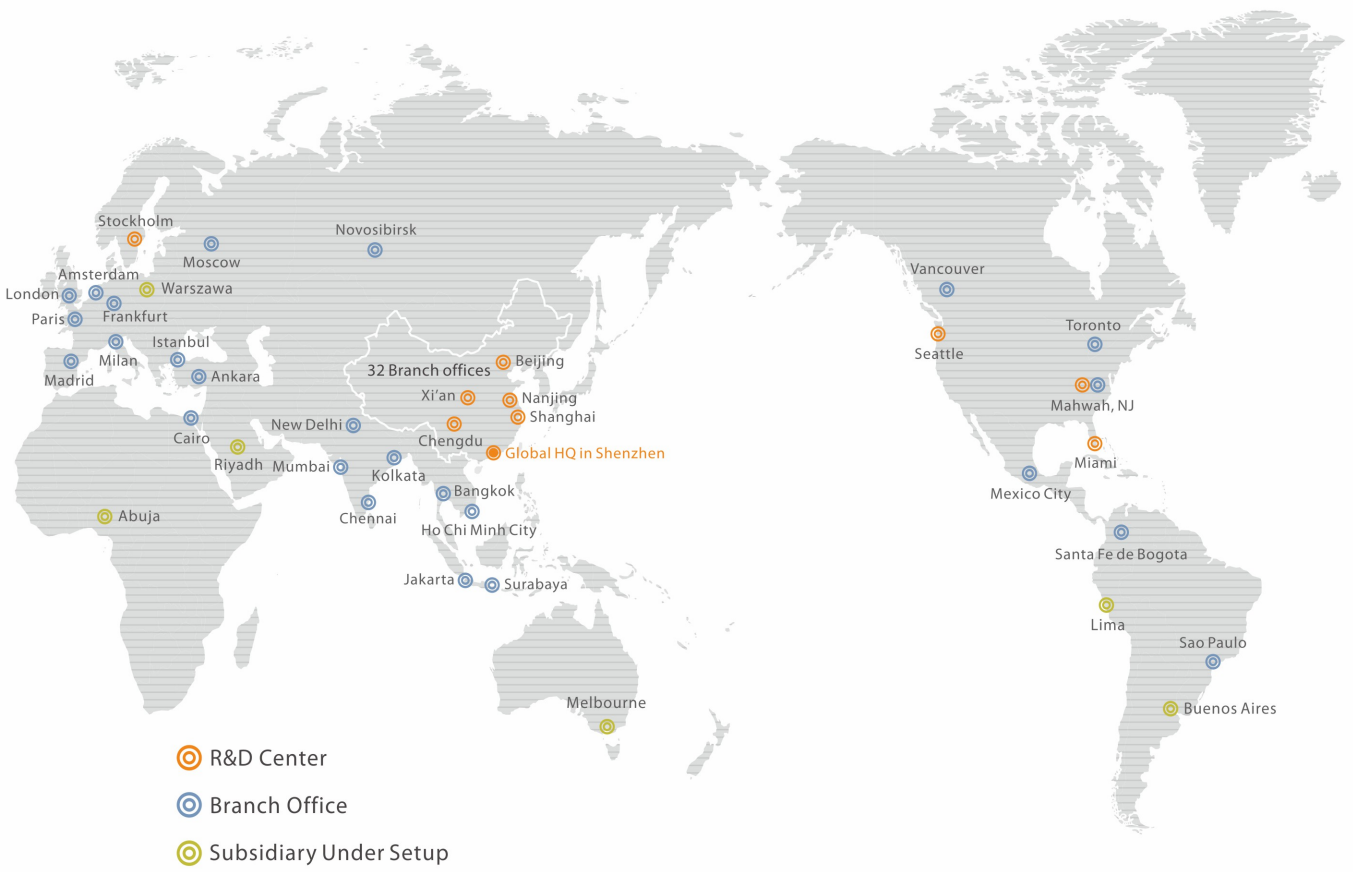 Stockholm
Moscow
Novosibirsk
Amsterdam
London
Warszawa
Paris
Frankfurt
Milan
Istanbul
Madrid
Ankara
Cairo
Riyadh
Abuja
32 Branch offices
Beijing
Xi'an
Nanjing
Shanghai
Chengdu
Global HQ in Shenzhen
New Delhi
Mumbai
Kolkata
Chennai
Bangkok
Ho Chi Minh City
Jakarta
Surabaya
Melbourne
Vancouver
Seattle
Toronto
Mahwah, NJ
Miami
Mexico City
Santa Fe de Bogota
Lima
Sao Paulo
Buenos Aires
R&D Center
Branch Office
Subsidiary Under Setup